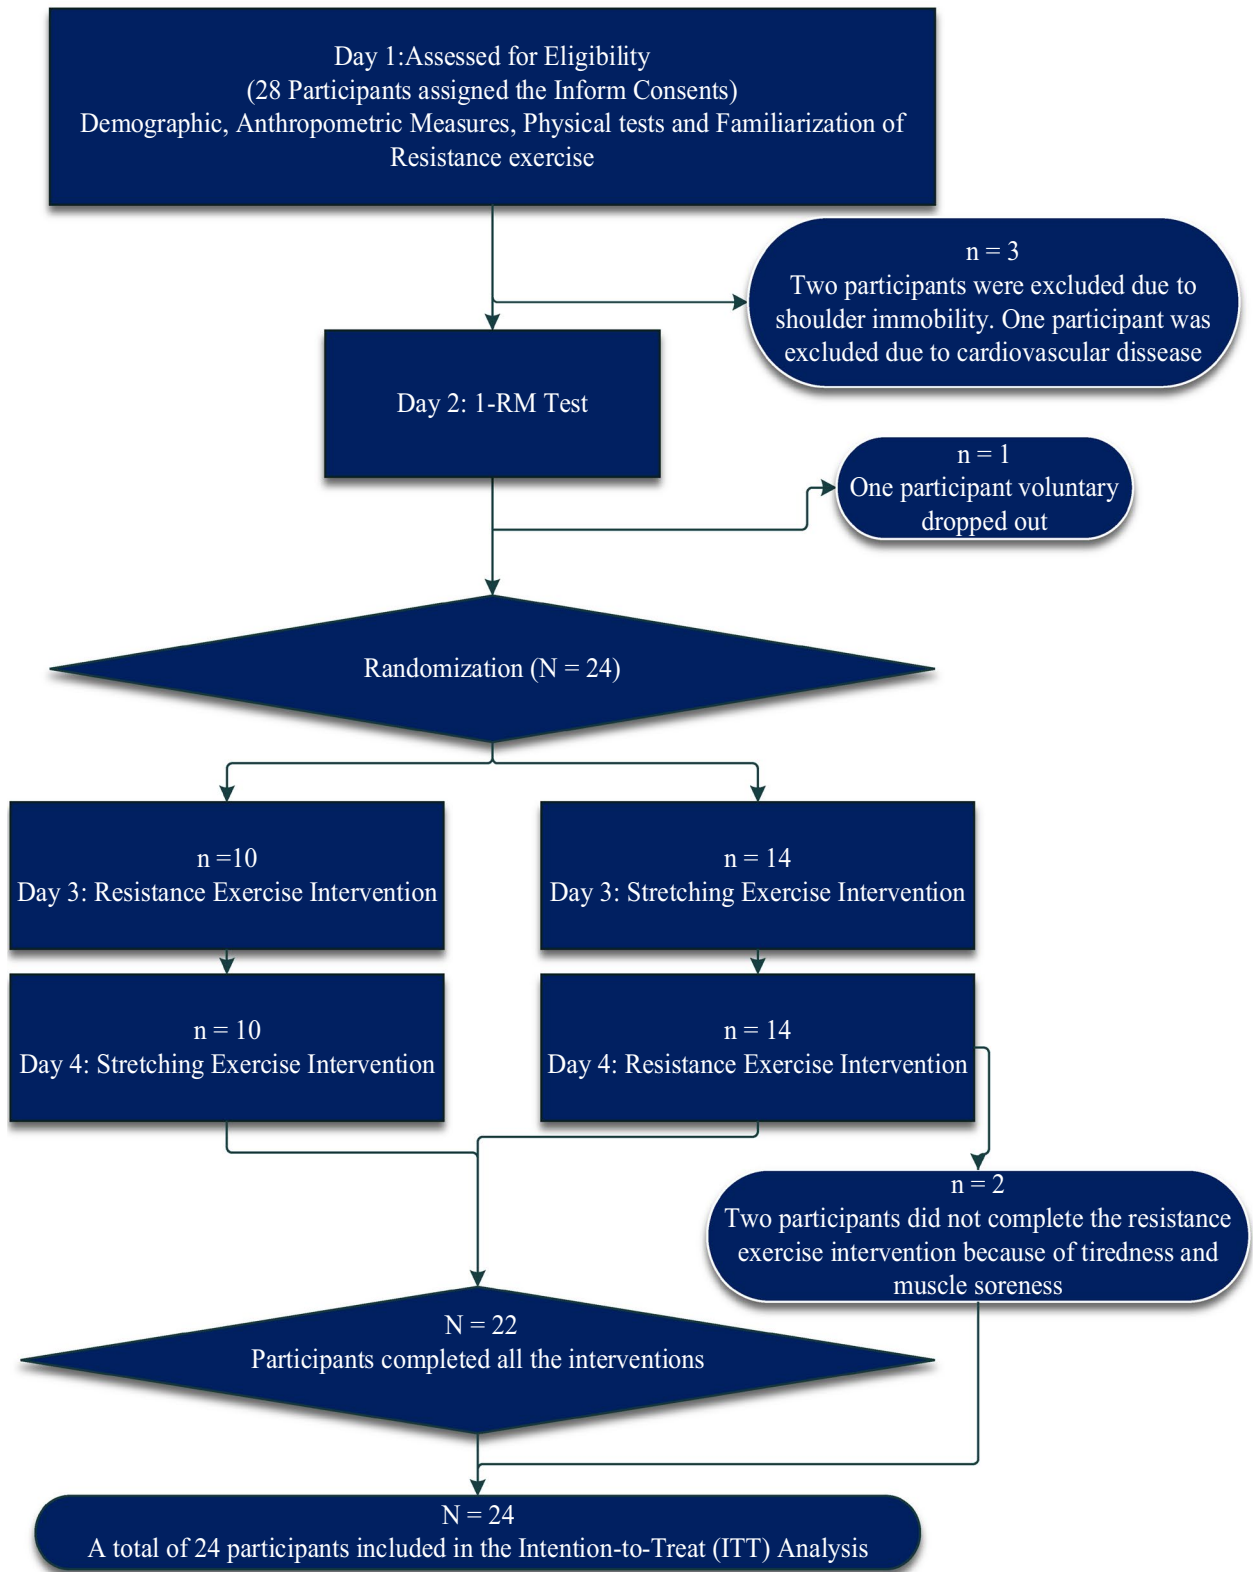 Day 1:Assessed for Eligibility
(28 Participants assigned the Inform Consents)
Demographic, Anthropometric Measures, Physical tests and Familiarization of
Resistance exercise
n = 3
Two participants were excluded due to
shoulder immobility. One participant was
excluded due to cardiovascular dissease
Day 2: 1-RM Test
n = 1
One participant voluntary
dropped out
Randomization (N = 24)
n =10
Day 3: Resistance Exercise Intervention
n = 14
Day 3: Stretching Exercise Intervention
n = 10
Day 4: Stretching Exercise Intervention
n = 14
Day 4: Resistance Exercise Intervention
n = 2
Two participants did not complete the resistance
exercise intervention because of tiredness and
muscle soreness
N = 22
Participants completed all the interventions
N = 24
A total of 24 participants included in the Intention-to-Treat (ITT) Analysis